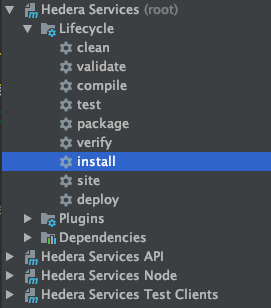 Hedera Services (root)
Lifecycle
clean
validate
compile
test
package
verify
install
site
deploy
Plugins
Dependencies
Hedera Services API
Hedera Services Node
Hedera Services Test Clients